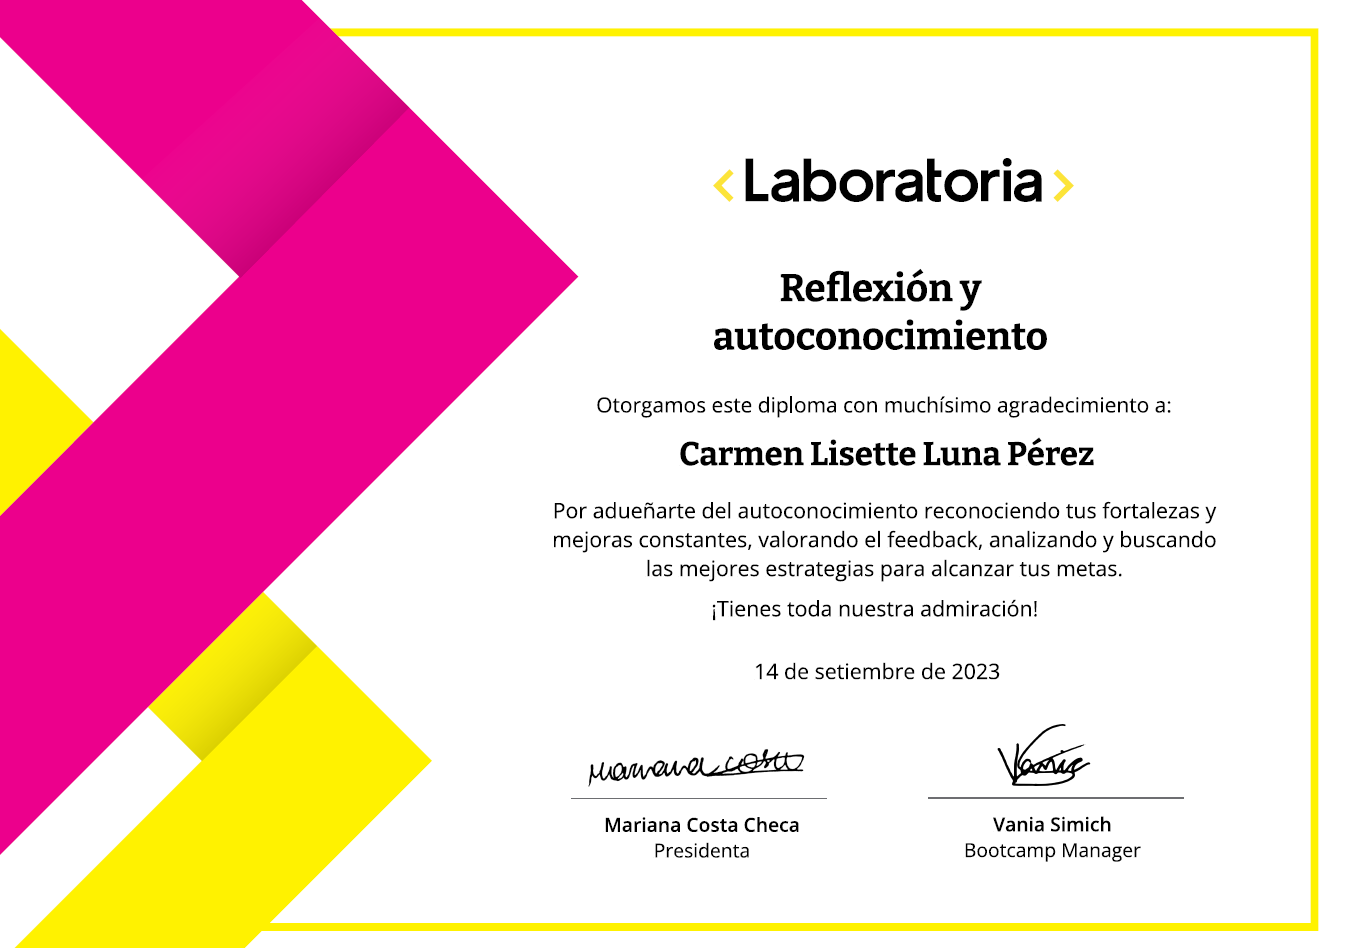 <Laboratoria>
Reflexión y
autoconocimiento
Otorgamos este diploma con muchísimo agradecimiento a:
Carmen Lisette Luna Pérez
Por adueñarte del autoconocimiento reconociendo tus fortalezas y
mejoras constantes, valorando el feedback, analizando y buscando
las mejores estrategias para alcanzar tus metas.
¡Tienes toda nuestra admiración!
14 de setiembre de 2023
mariana costa Vania
Mariana Costa Checa Vania Simich
Presidenta Bootcamp Manager